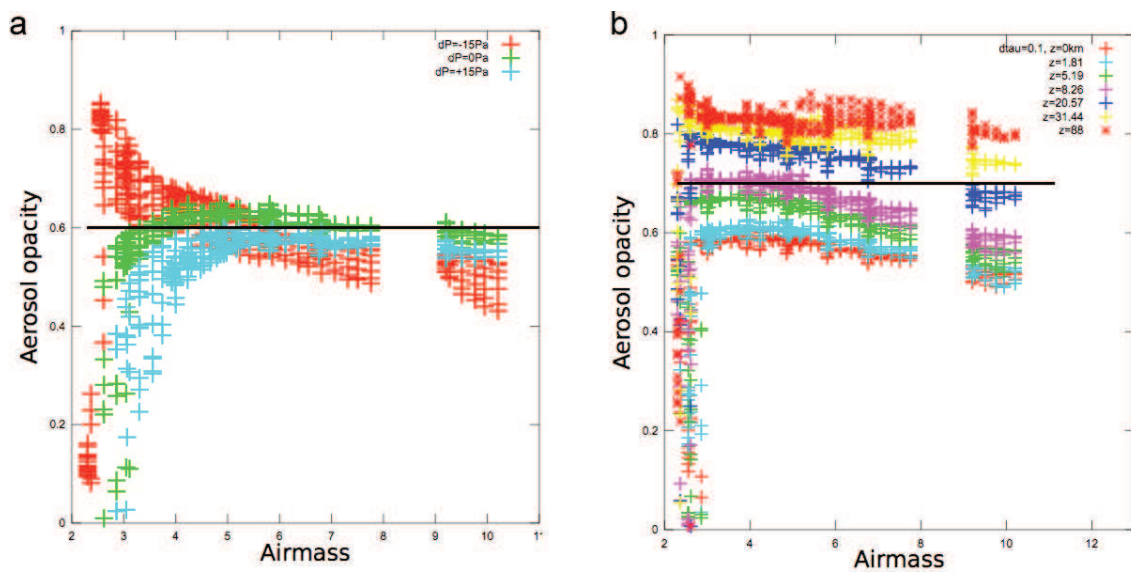 a
Aerosol opacity
1
0.8
0.6
0.4
0.2
0
dP=-15Pa
dP=0Pa
dP=+15Pa
2 3 4 5 6 7 8 9 10 11
Airmass
b
Aerosol opacity
1
0.8
0.6
0.4
0.2
0
dtau=0.1, z=0km
z=1.81
z=5.19
z=8.26
z=20.57
z=31.44
z=88
2 4 6 8 10 12
Airmass